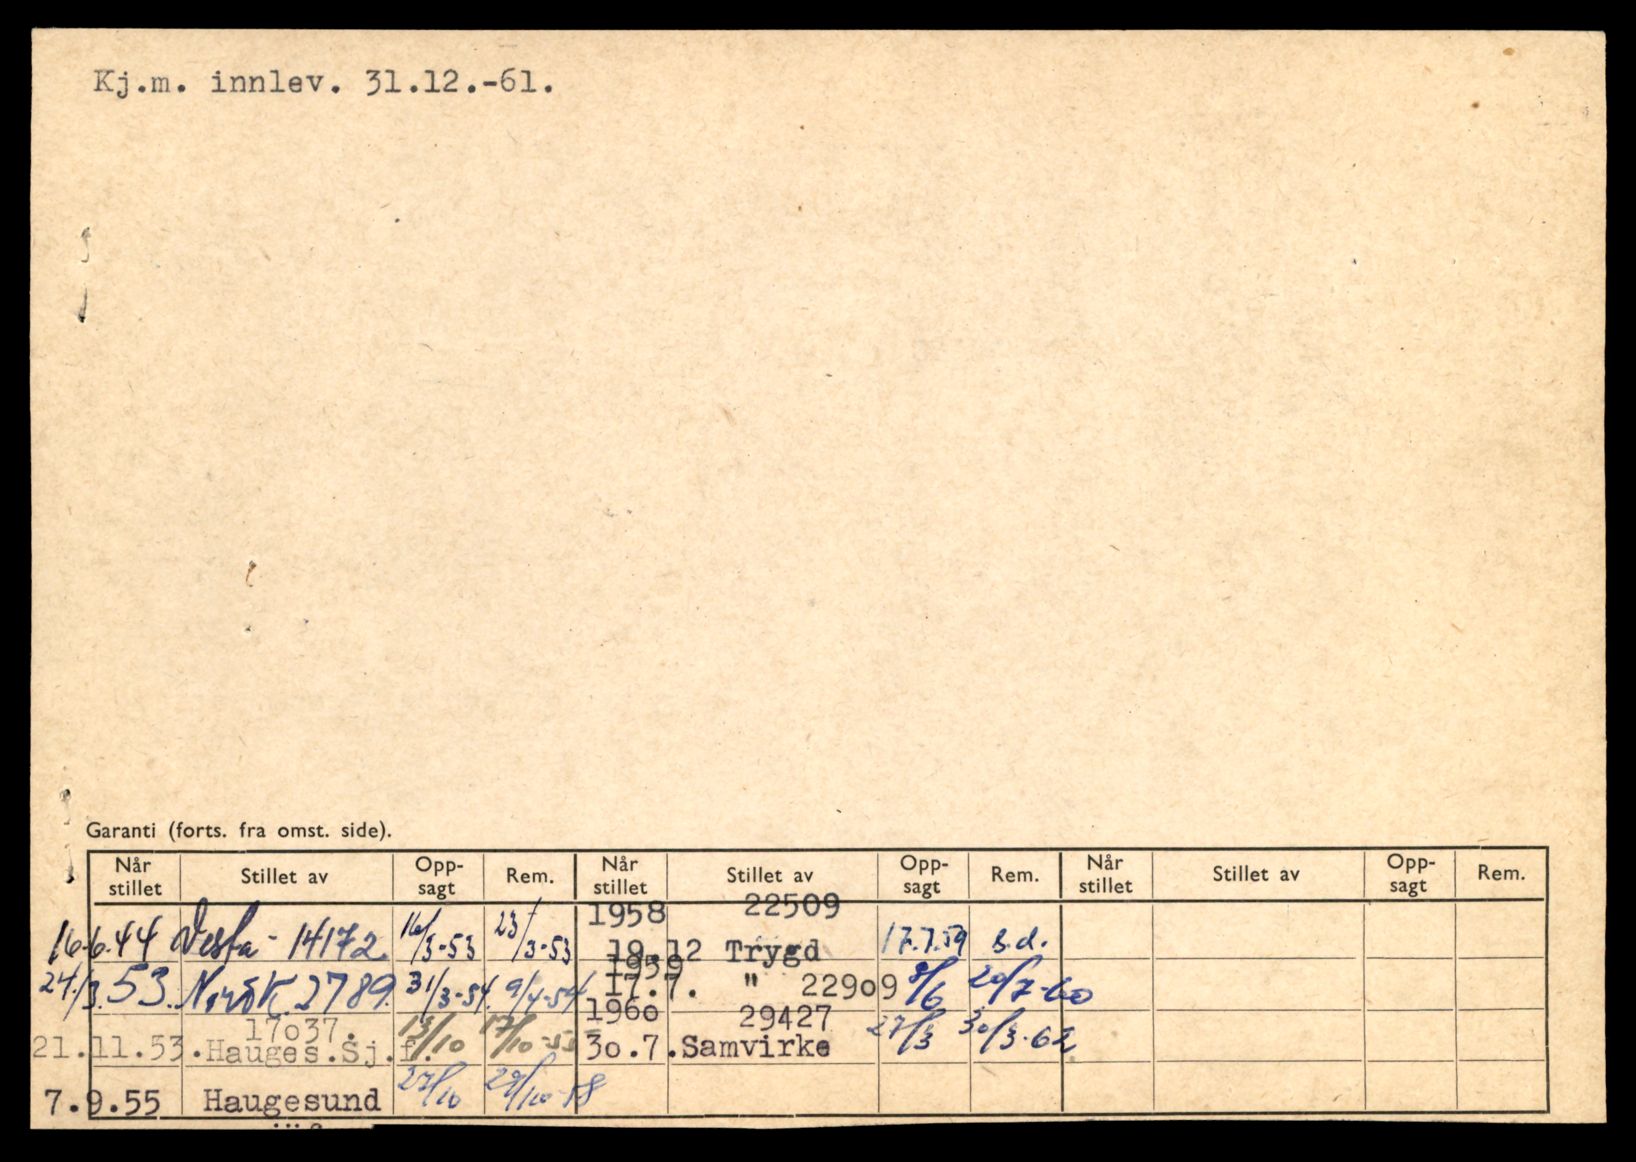 Kj.m. innlev. 31.12.-61.
Garanti (forts. fra omst. side).
Når stillet Stillet av Opp-sagt Rem. Når stillet Stillet av Opp-sagt Rem. Når stillet Stillet av Opp-sagt Rem.
16.6.44 Vesta - 14172 16/3-53 23/3-53
24./3.53. Norsk. 2789. 31/3-54. 9/4-54
17037.
21.11.53. Hauges.Sj.f. 13/10 17/10-55
7.9.55 Haugesund 27/10 29/10-58
1958 22509
19.12 Trygd 17.7.59 s.d.
1959
17.7. " 22909 8/6 20/7-60
1960 29427
30.7. Samvirke 27/3 30/3-62